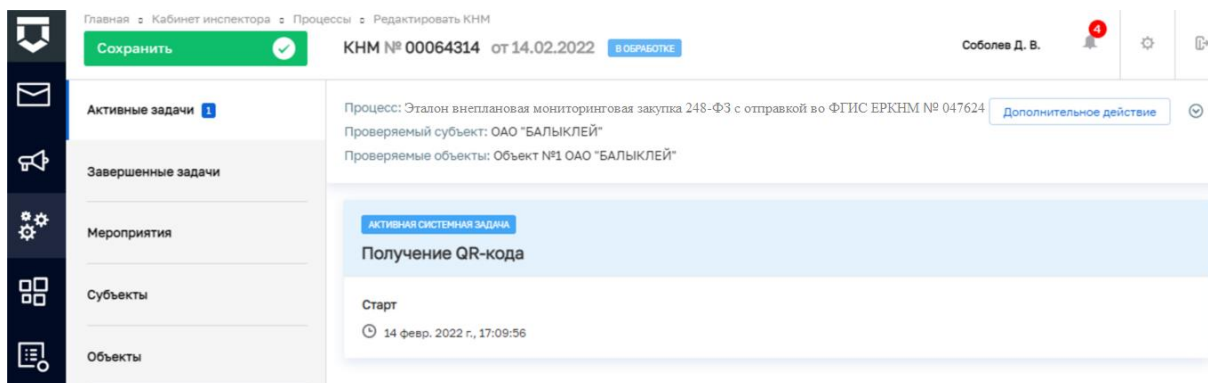 Главная Кабинет инспектора Процессы Редактировать КНМ
Сохранить
КНМ № 00064314 от 14.02.2022 В ОБРАБОТКЕ
Соболев Д. В.
4
Активные задачи 1
Завершенные задачи
Мероприятия
Субъекты
Объекты
Процесс: Эталон внеплановая мониторинговая закупка 248-ФЗ с отправкой во ФГИС ЕРКНМ № 047624
Дополнительное действие
Проверяемый субъект: ОАО "БАЛЫКЛЕЙ"
Проверяемые объекты: Объект №1 ОАО "БАЛЫКЛЕЙ"
АКТИВНАЯ СИСТЕМНАЯ ЗАДАЧА
Получение QR-кода
Старт
14 февр. 2022 г., 17:09:56